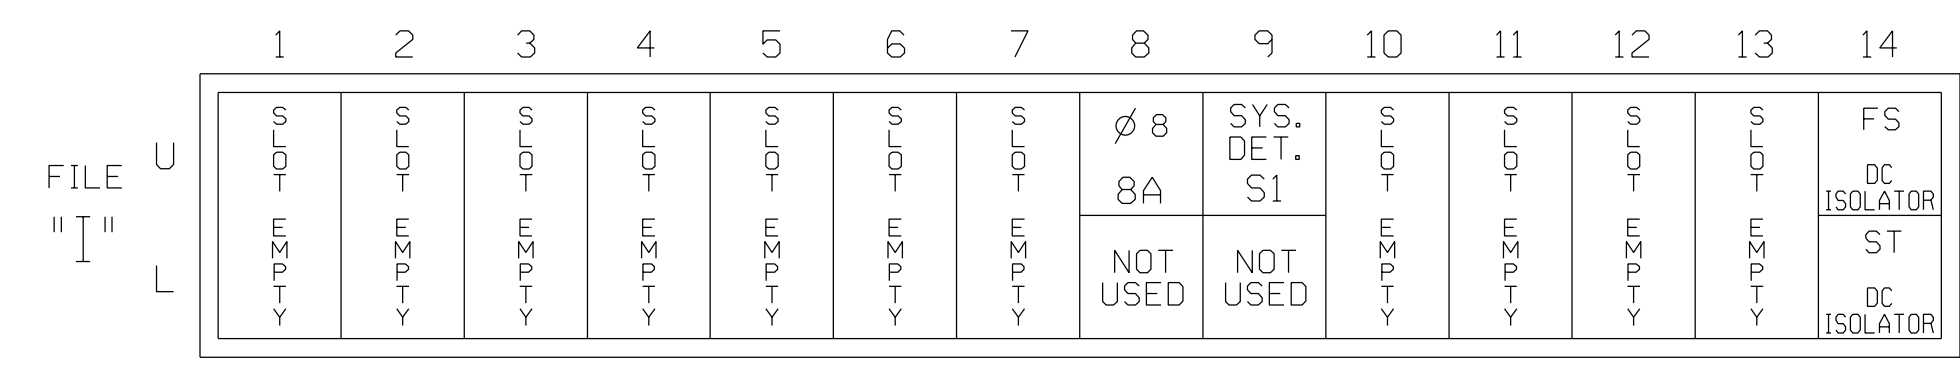 1 2 3 4 5 6 7 8 9 10 11 12 13 14
FILE
"I"
U
L
SLOT EMPTY
SLOT EMPTY
SLOT EMPTY
SLOT EMPTY
SLOT EMPTY
SLOT EMPTY
SLOT EMPTY
Ø 8
8A
NOT
USED
SYS.
DET.
S1
NOT
USED
SLOT EMPTY
SLOT EMPTY
SLOT EMPTY
SLOT EMPTY
FS
DC
ISOLATOR
ST
DC
ISOLATOR